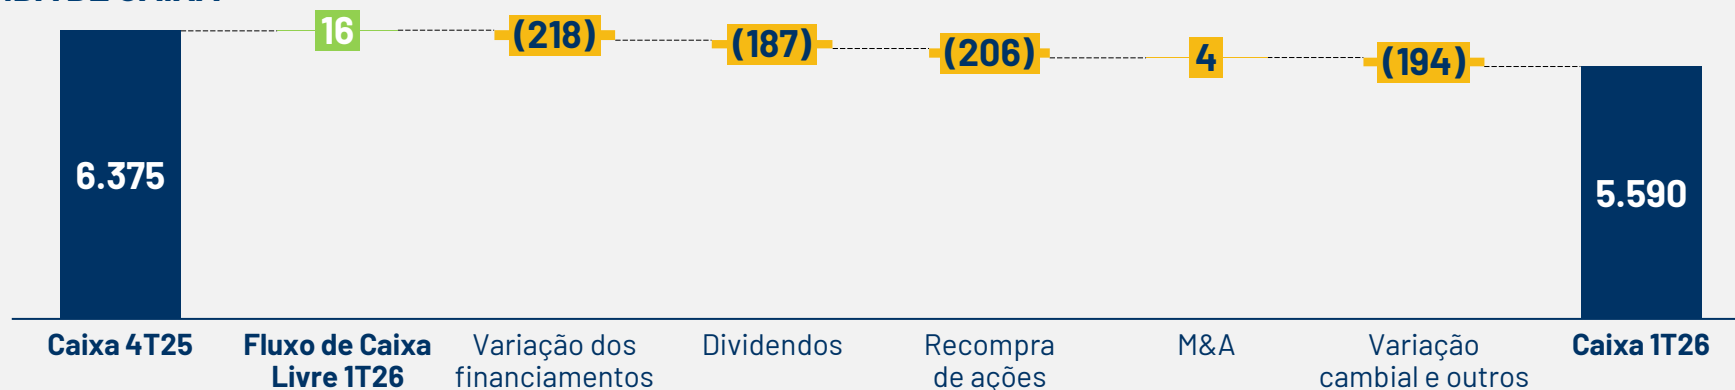 16
(218)
(187)
(206)
4
(194)
6.375
5.590
Caixa 4T25
Fluxo de Caixa
Livre 1T26
Variação dos
financiamentos
Dividendos
Recompra
de ações
M&A
Variação
cambial e outros
Caixa 1T26